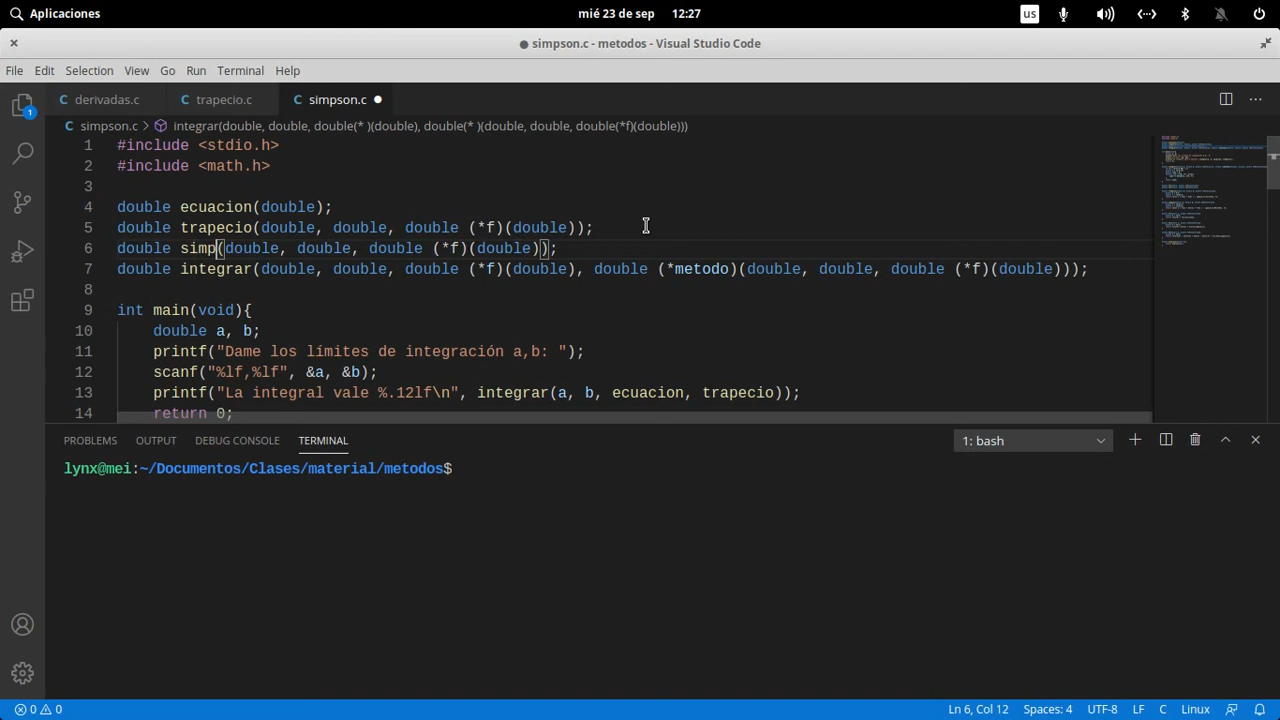 Aplicaciones mié 23 de sep 12:27 us
simpson.c - metodos - Visual Studio Code
File Edit Selection View Go Run Terminal Help
derivadas.c trapecio.c simpson.c
simpson.c > integrar(double, double, double(* )(double), double(* )(double, double, double(*f)(double)))
1 #include <stdio.h>
2 #include <math.h>
3
4 double ecuacion(double);
5 double trapecio(double, double, double (*f)(double));
6 double simp(double, double, double (*f)(double));
7 double integrar(double, double, double (*f)(double), double (*metodo)(double, double, double (*f)(double)));
8
9 int main(void){
10 double a, b;
11 printf("Dame los límites de integración a,b: ");
12 scanf("%lf,%lf", &a, &b);
13 printf("La integral vale %.12lf\n", integrar(a, b, ecuacion, trapecio));
14 return 0;
PROBLEMS OUTPUT DEBUG CONSOLE TERMINAL 1: bash
lynx@mei:~/Documentos/Clases/material/metodos$
1
0 0 Ln 6, Col 12 Spaces: 4 UTF-8 LF C Linux